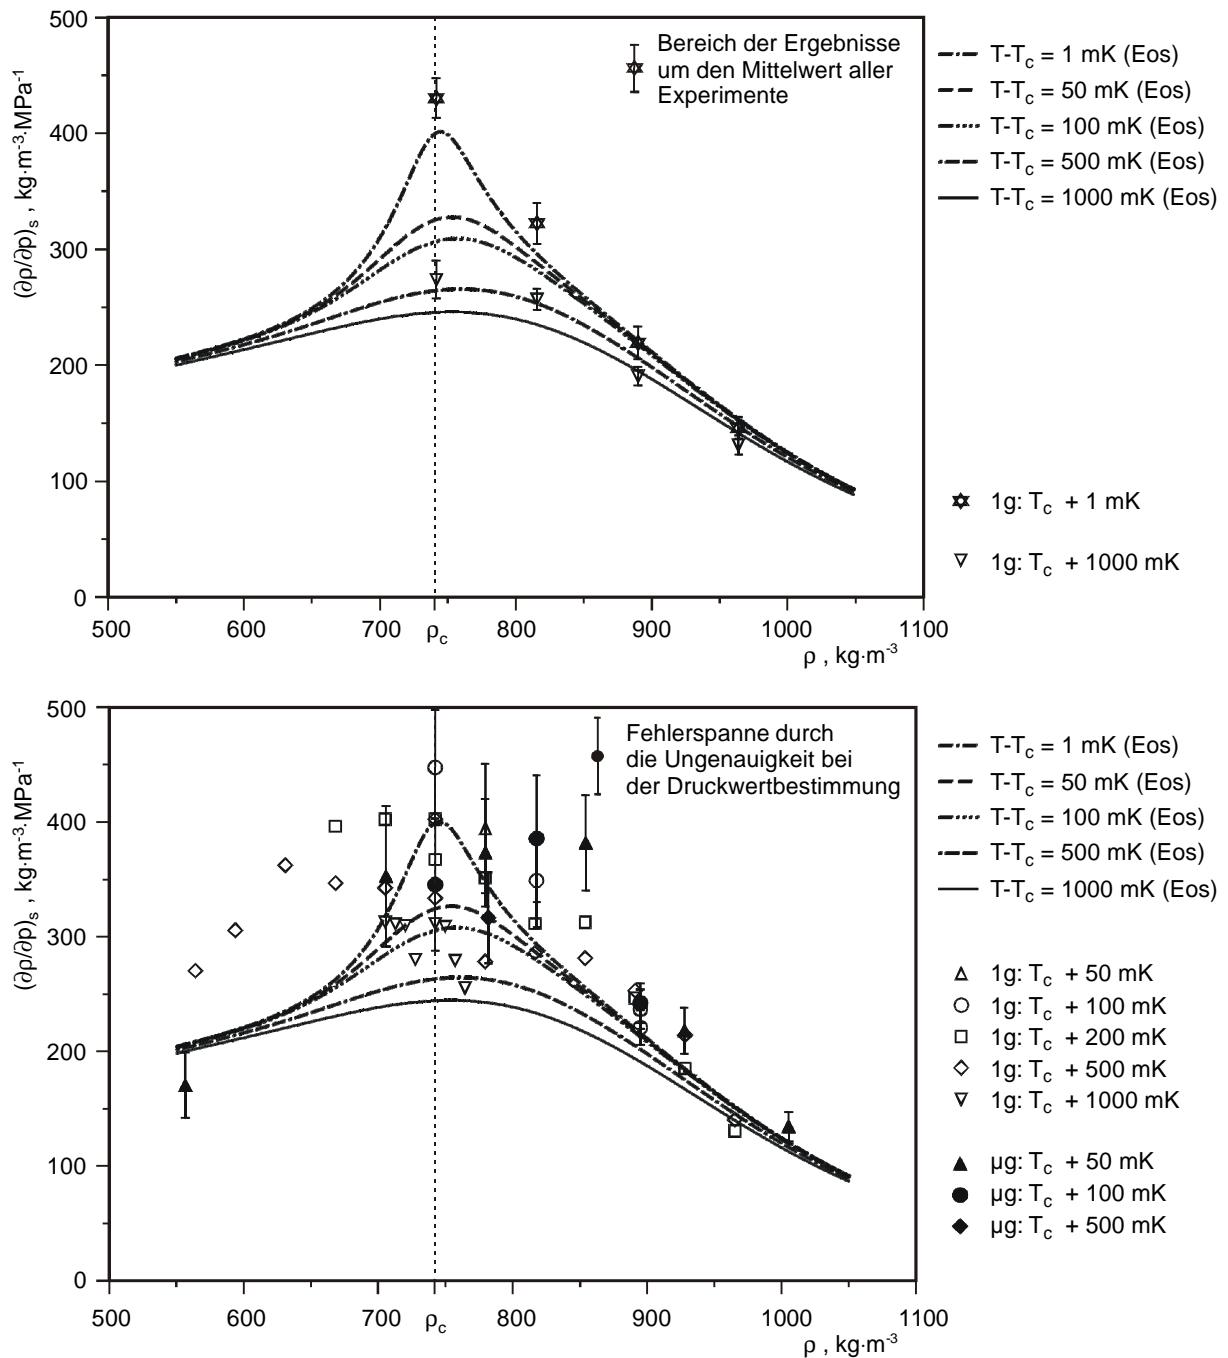 500
400
300
200
100
0
(∂ρ/∂p)s , kg·m-3·MPa-1
Bereich der Ergebnisse
um den Mittelwert aller
Experimente
T-Tc = 1 mK (Eos)
T-Tc = 50 mK (Eos)
T-Tc = 100 mK (Eos)
T-Tc = 500 mK (Eos)
T-Tc = 1000 mK (Eos)
1g: Tc + 1 mK
1g: Tc + 1000 mK
500 600 700 ρc 800 900 1000 1100
ρ , kg·m-3
500
400
300
200
100
0
(∂ρ/∂p)s , kg·m-3·MPa-1
Fehlerspanne durch
die Ungenauigkeit bei
der Druckwertbestimmung
T-Tc = 1 mK (Eos)
T-Tc = 50 mK (Eos)
T-Tc = 100 mK (Eos)
T-Tc = 500 mK (Eos)
T-Tc = 1000 mK (Eos)
1g: Tc + 50 mK
1g: Tc + 100 mK
1g: Tc + 200 mK
1g: Tc + 500 mK
1g: Tc + 1000 mK
µg: Tc + 50 mK
µg: Tc + 100 mK
µg: Tc + 500 mK
500 600 700 ρc 800 900 1000 1100
ρ , kg·m-3